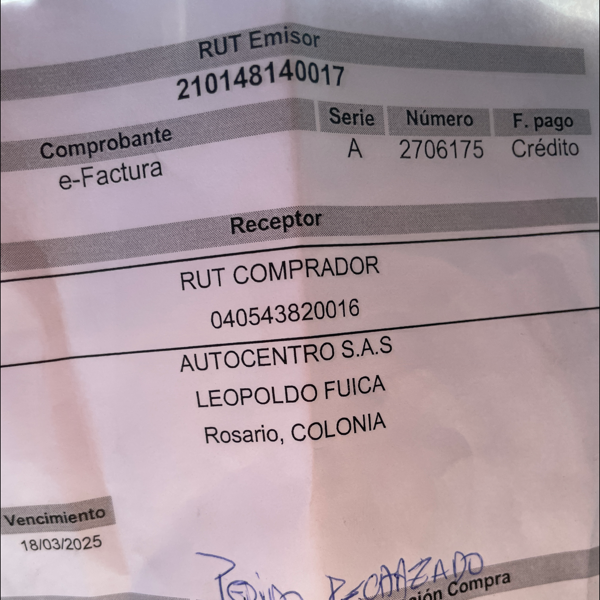 RUT Emisor
210148140017
Serie Número F. pago
Comprobante
A 2706175 Crédito
e-Factura
Receptor
RUT COMPRADOR
040543820016
AUTOCENTRO S.A.S
LEOPOLDO FUICA
Rosario, COLONIA
Vencimiento
18/03/2025
PEDIDO RECHAZADO
Compra